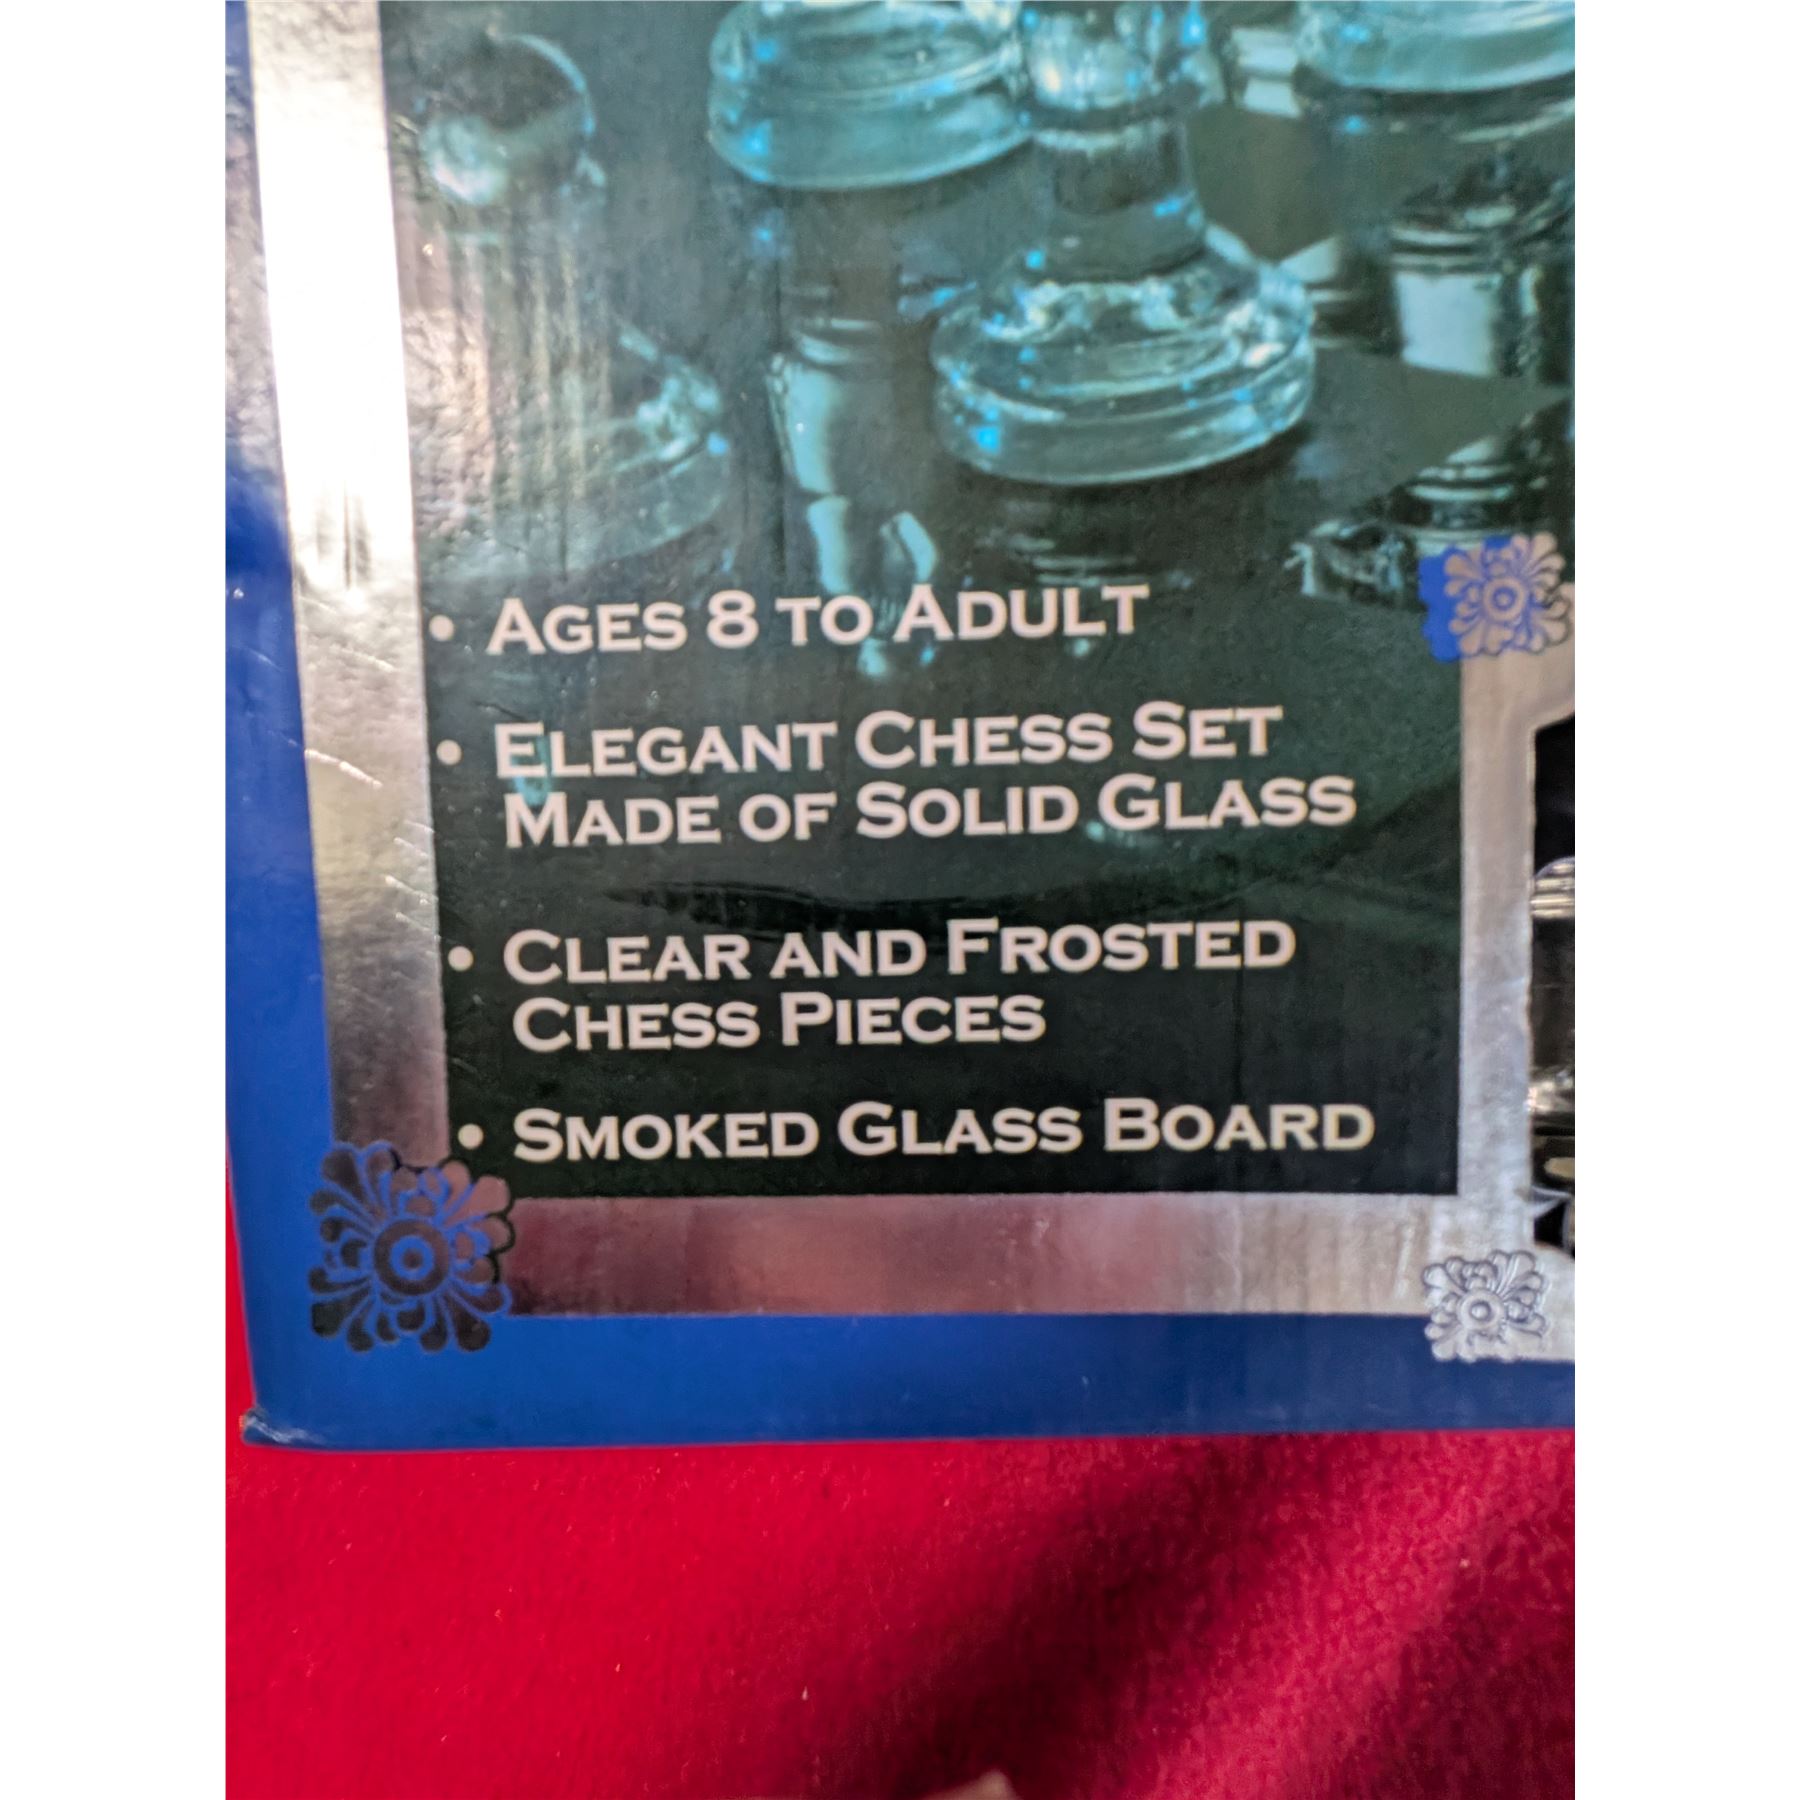 • AGES 8 TO ADULT
• ELEGANT CHESS SET
MADE OF SOLID GLASS
• CLEAR AND FROSTED
CHESS PIECES
• SMOKED GLASS BOARD